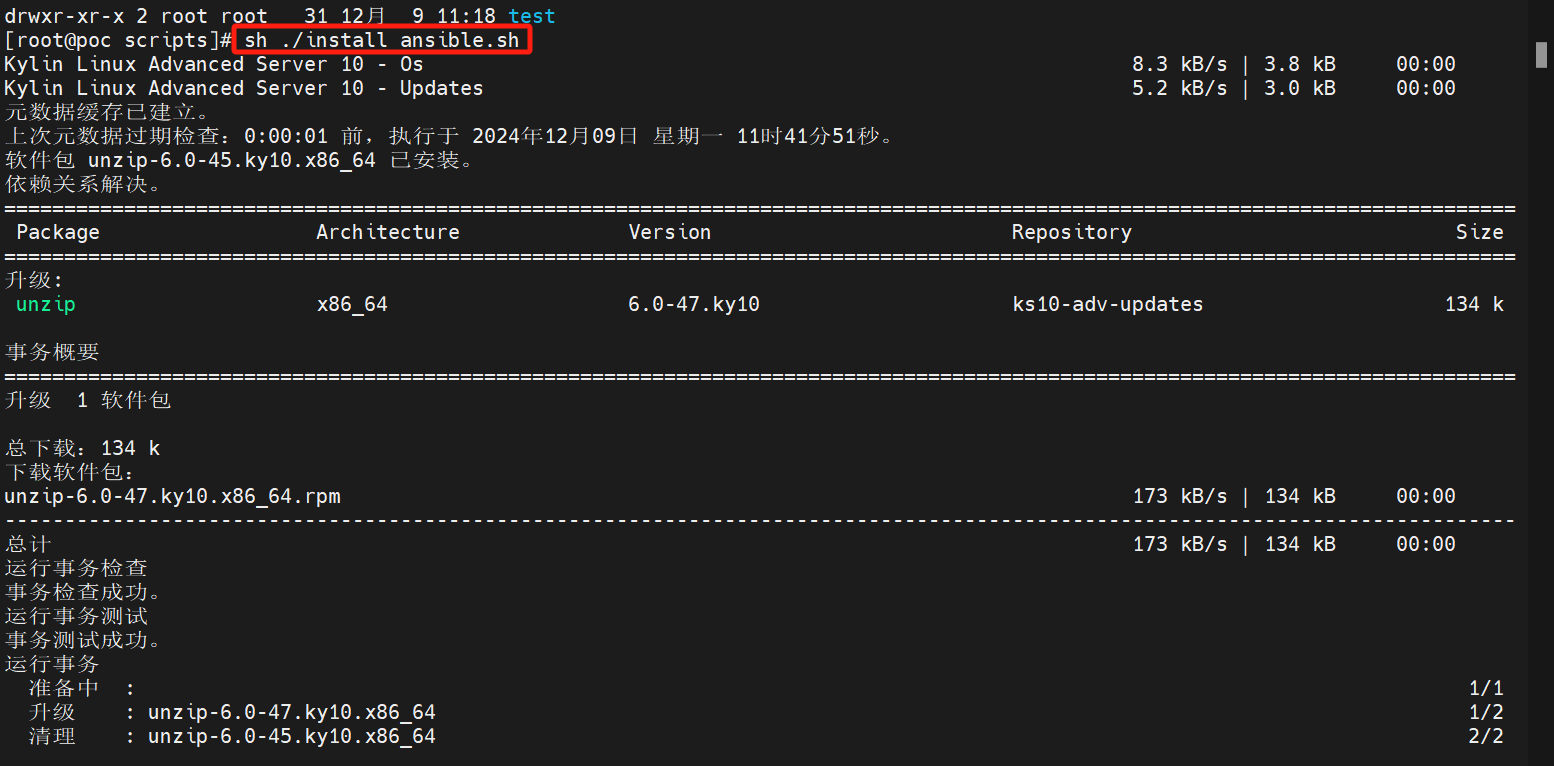 drwxr-xr-x 2 root root   31 12月  9 11:18 test
[root@poc scripts]# sh ./install_ansible.sh
Kylin Linux Advanced Server 10 - Os 8.3 kB/s | 3.8 kB 00:00
Kylin Linux Advanced Server 10 - Updates 5.2 kB/s | 3.0 kB 00:00
元数据缓存已建立。
上次元数据过期检查：0:00:01 前，执行于 2024年12月09日 星期一 11时41分51秒。
软件包 unzip-6.0-45.ky10.x86_64 已安装。
依赖关系解决。
================================================================================
Package Architecture Version Repository Size
================================================================================
升级:
unzip x86_64 6.0-47.ky10 ks10-adv-updates 134 k
事务概要
================================================================================
升级  1 软件包
总下载：134 k
下载软件包：
unzip-6.0-47.ky10.x86_64.rpm 173 kB/s | 134 kB 00:00
--------------------------------------------------------------------------------
总计 173 kB/s | 134 kB 00:00
运行事务检查
事务检查成功。
运行事务测试
事务测试成功。
运行事务
准备中  : 1/1
升级    : unzip-6.0-47.ky10.x86_64 1/2
清理    : unzip-6.0-45.ky10.x86_64 2/2